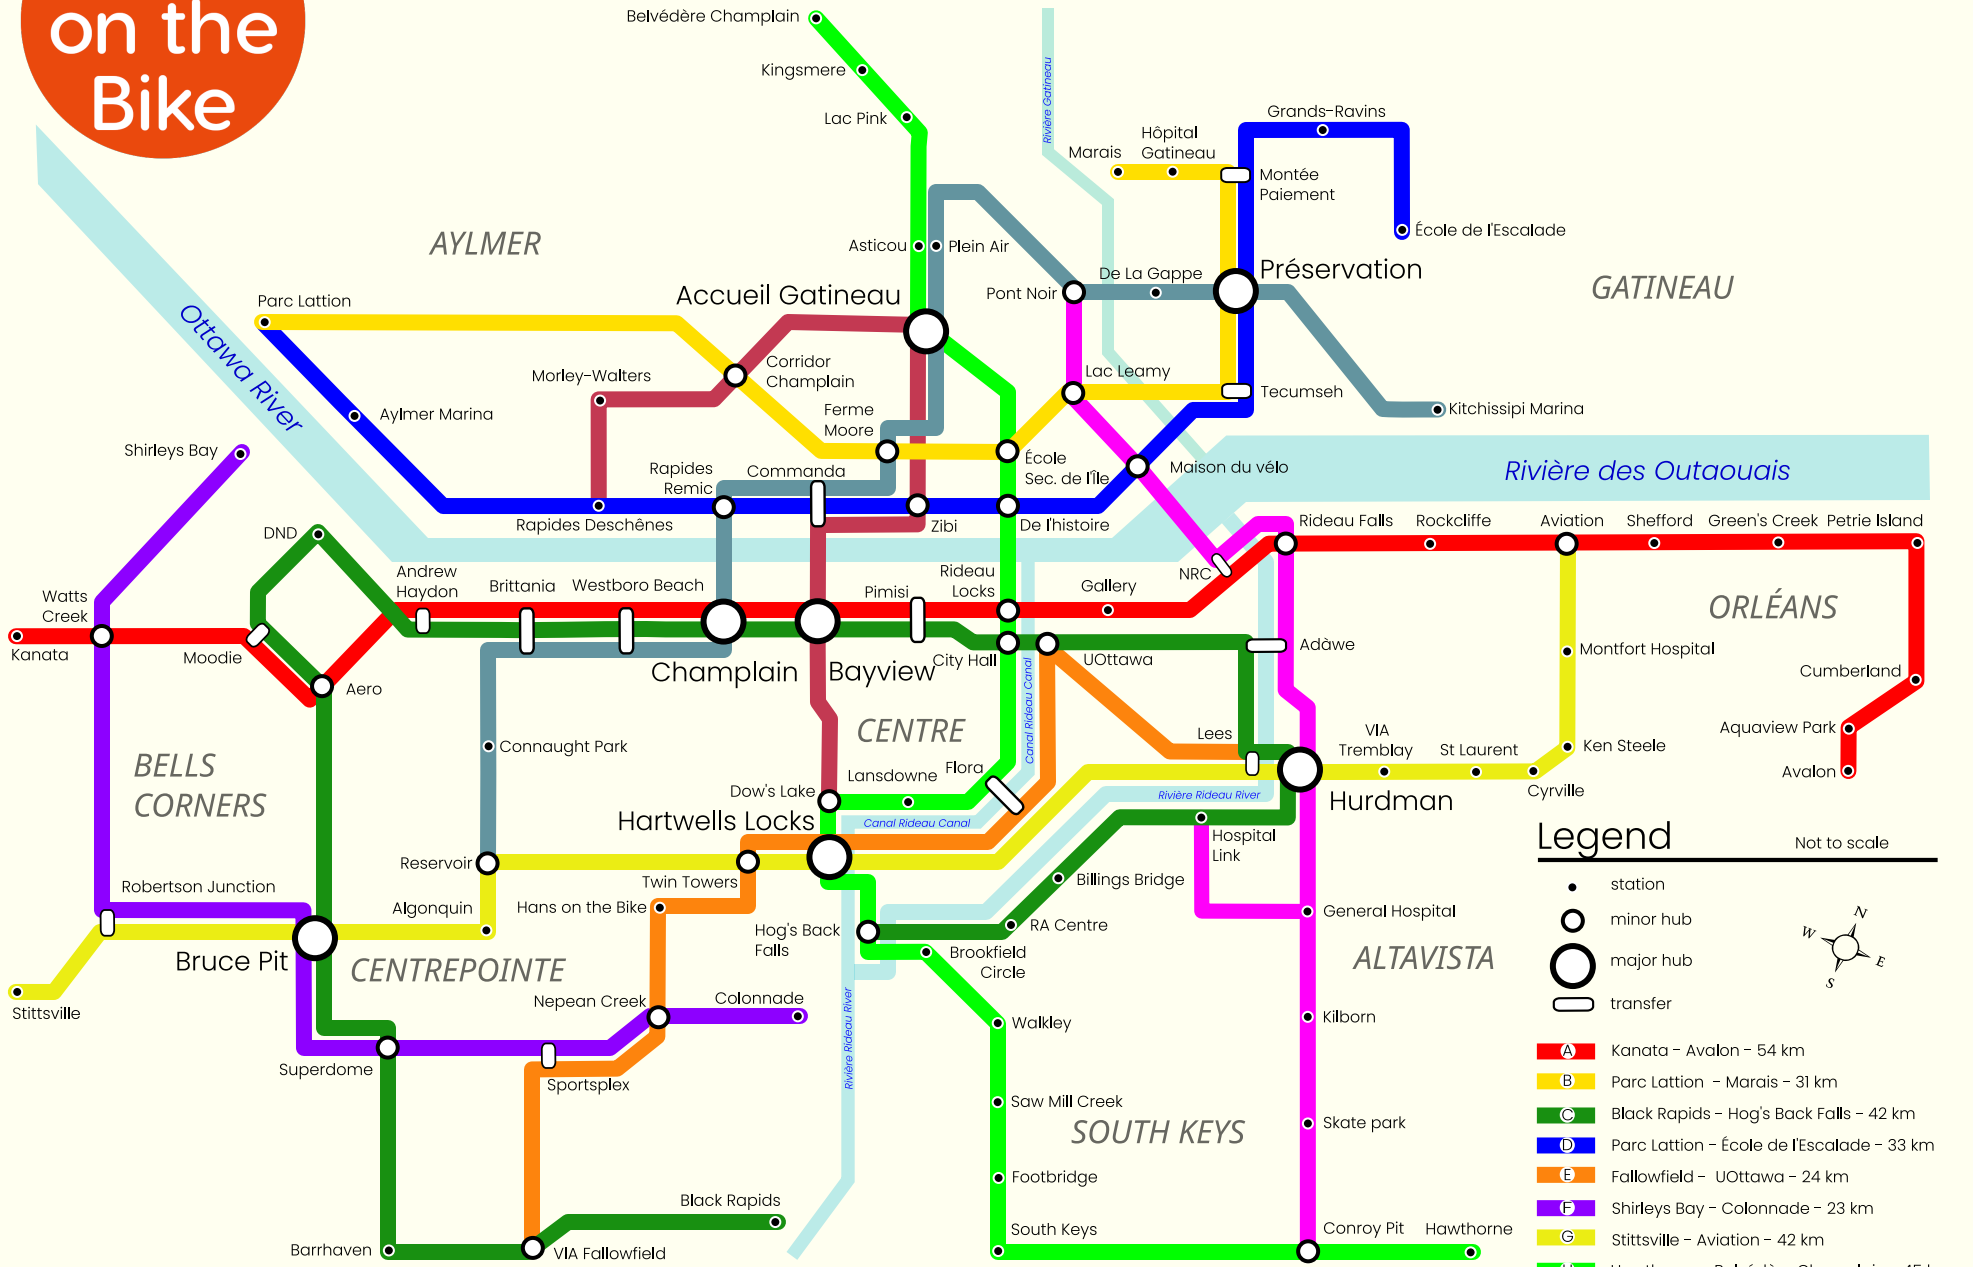 on the
Bike
Belvédère Champlain
Kingsmere
Lac Pink
Rivière Gatineau
Grands-Ravins
Hôpital
Gatineau
Marais
Montée
Paiement
École de l'Escalade
AYLMER
Asticou
Plein Air
De La Gappe
Préservation
GATINEAU
Accueil Gatineau
Pont Noir
Parc Lattion
Ottawa River
Corridor
Champlain
Morley-Walters
Lac Leamy
Tecumseh
Kitchissipi Marina
Aylmer Marina
Ferme
Moore
Shirleys Bay
École
Sec. de l'Île
Maison du vélo
Rivière des Outaouais
Rapides
Remic
Commanda
Rapides Deschênes
Zibi
De l'histoire
DND
Rideau Falls
Rockcliffe
Aviation
Shefford
Green's Creek
Petrie Island
Andrew
Haydon
Brittania
Westboro Beach
Pimisi
Rideau
Locks
Gallery
NRC
ORLÉANS
Watts
Creek
Kanata
Moodie
Aero
Champlain
Bayview
City Hall
UOttawa
Adàwe
Montfort Hospital
Cumberland
Canal Rideau Canal
CENTRE
Connaught Park
Lees
VIA
Tremblay
St Laurent
Ken Steele
Aquaview Park
Avalon
BELLS
CORNERS
Dow's Lake
Lansdowne
Flora
Rivière Rideau River
Hurdman
Cyrville
Hartwells Locks
Canal Rideau Canal
Hospital
Link
Reservoir
Twin Towers
Billings Bridge
Robertson Junction
Algonquin
Hans on the Bike
Hog's Back
Falls
RA Centre
General Hospital
Bruce Pit
CENTREPOINTE
Brookfield
Circle
ALTAVISTA
Stittsville
Nepean Creek
Colonnade
Rivière Rideau River
Walkley
Kilborn
Superdome
Sportsplex
Saw Mill Creek
SOUTH KEYS
Skate park
Footbridge
Black Rapids
South Keys
Conroy Pit
Hawthorne
Barrhaven
VIA Fallowfield
Legend
Not to scale
station
minor hub
major hub
transfer
N
W
E
S
A Kanata - Avalon - 54 km
B Parc Lattion - Marais - 31 km
C Black Rapids - Hog's Back Falls - 42 km
D Parc Lattion - École de l'Escalade - 33 km
E Fallowfield - UOttawa - 24 km
F Shirleys Bay - Colonnade - 23 km
G Stittsville - Aviation - 42 km